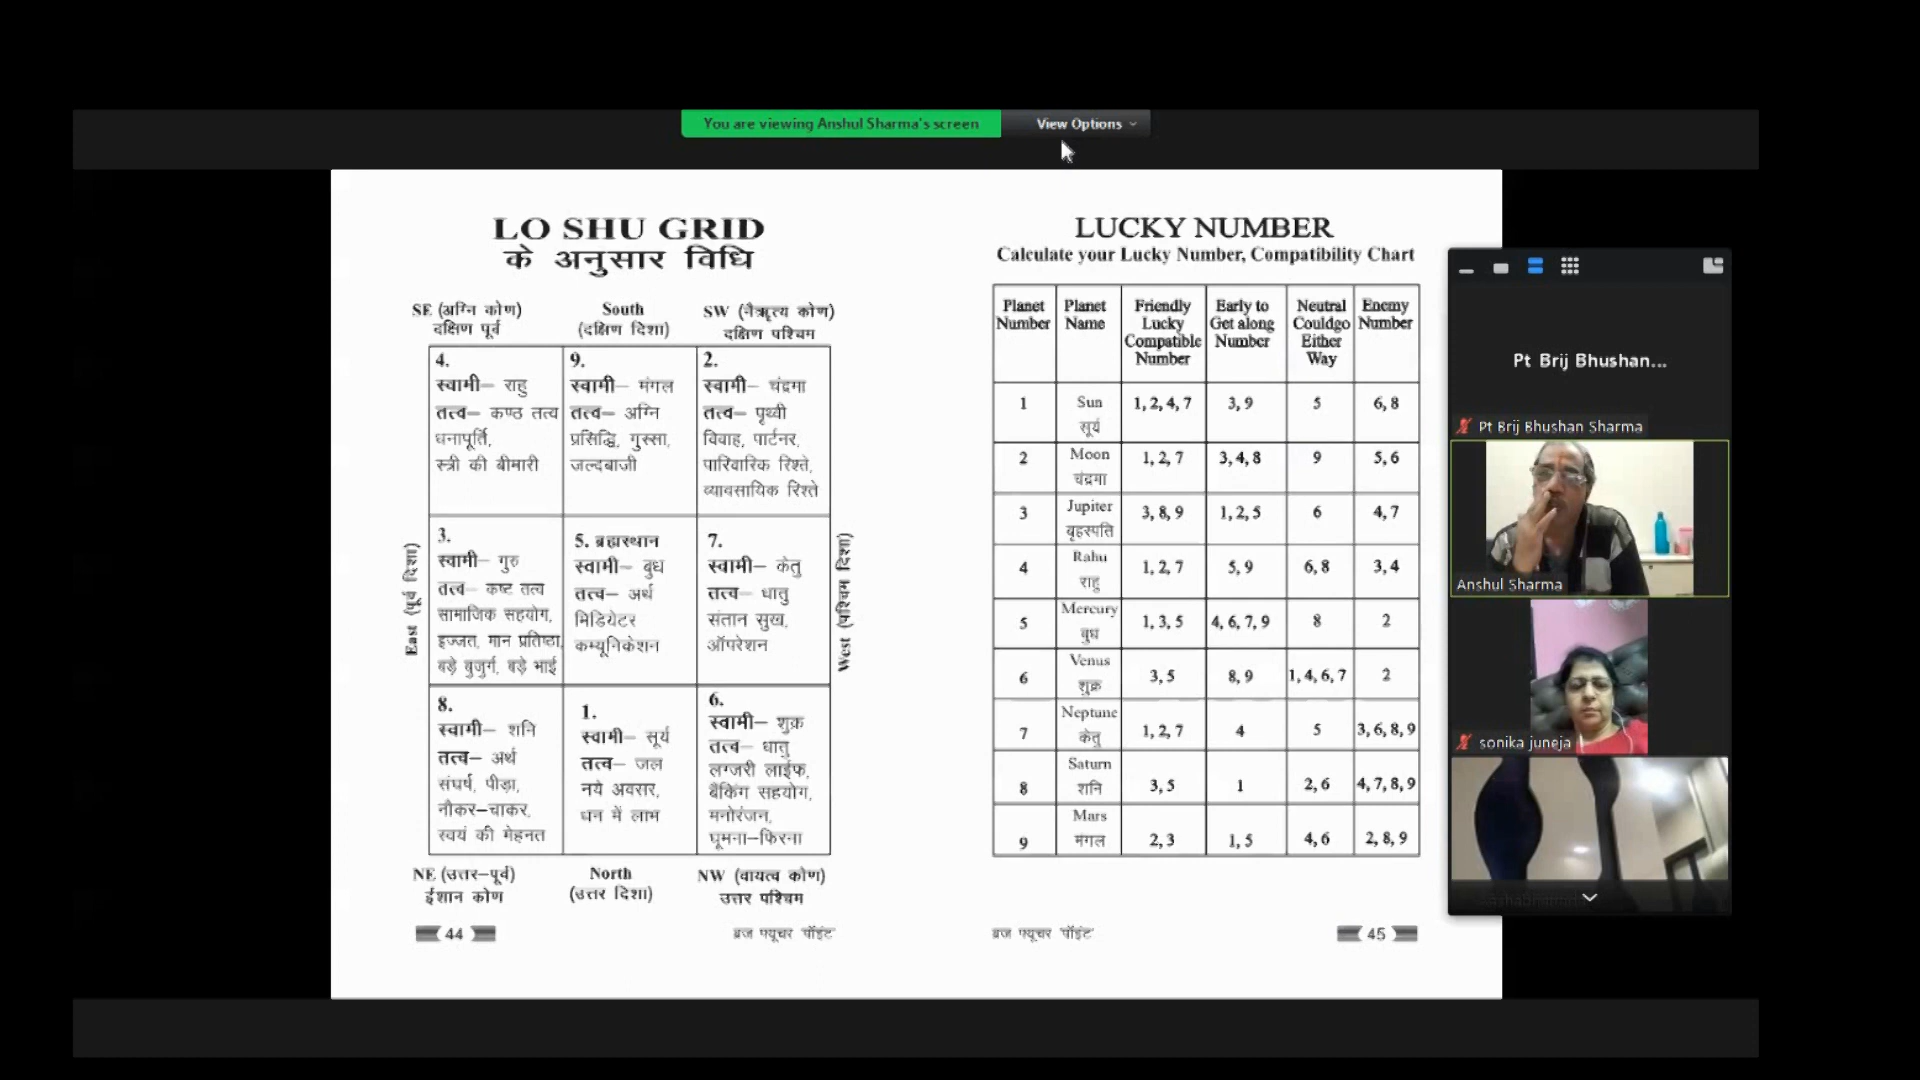 You are viewing Anshul Sharma's screen
View Options
LO SHU GRID
के अनुसार विधि
SE (अग्नि कोण)
दक्षिण पूर्व
South
(दक्षिण दिशा)
SW (नैऋृत्य कोण)
दक्षिण पश्चिम
4.
स्वामी– राहु
तत्व– कण्ठ तत्व
धनापूर्ति,
स्त्री की बीमारी
9.
स्वामी– मंगल
तत्व– अग्नि
प्रसिद्धि, गुस्सा,
जल्दबाजी
2.
स्वामी– चंद्रमा
तत्व– पृथ्वी
विवाह, पार्टनर,
पारिवारिक रिश्ते,
व्यावसायिक रिश्ते
East (पूर्व दिशा)
3.
स्वामी– गुरु
तत्व– कष्ट तत्व
सामाजिक सहयोग,
इज्जत, मान प्रतिष्ठा,
बड़े बुजुर्ग, बड़े भाई
5. ब्रह्मस्थान
स्वामी– बुध
तत्व– अर्थ
मिडियेटर
कम्यूनिकेशन
7.
स्वामी– केतु
तत्व– धातु
संतान सुख,
ऑपरेशन
West (पश्चिम दिशा)
8.
स्वामी– शनि
तत्व– अर्थ
संघर्ष, पीड़ा,
नौकर–चाकर,
स्वयं की मेहनत
1.
स्वामी– सूर्य
तत्व– जल
नये अवसर,
धन में लाभ
6.
स्वामी– शुक्र
तत्व– धातु
लग्जरी लाईफ,
बैंकिंग सहयोग,
मनोरंजन,
घूमना–फिरना
NE (उत्तर–पूर्व)
ईशान कोण
North
(उत्तर दिशा)
NW (वायव्य कोण)
उत्तर पश्चिम
44
ब्रज फ्यूचर पॉइंट
LUCKY NUMBER
Calculate your Lucky Number, Compatibility Chart
Planet Number Planet Name Friendly Lucky Compatible Number Early to Get along Number Neutral Couldgo Either Way Enemy Number
1 Sun सूर्य 1, 2, 4, 7 3, 9 5 6, 8
2 Moon चंद्रमा 1, 2, 7 3, 4, 8 9 5, 6
3 Jupiter बृहस्पति 3, 8, 9 1, 2, 5 6 4, 7
4 Rahu राहु 1, 2, 7 5, 9 6, 8 3, 4
5 Mercury बुध 1, 3, 5 4, 6, 7, 9 8 2
6 Venus शुक्र 3, 5 8, 9 1, 4, 6, 7 2
7 Neptune केतु 1, 2, 7 4 5 3, 6, 8, 9
8 Saturn शनि 3, 5 1 2, 6 4, 7, 8, 9
9 Mars मंगल 2, 3 1, 5 4, 6 2, 8, 9
ब्रज फ्यूचर पॉइंट
45
Pt Brij Bhushan...
Pt Brij Bhushan Sharma
Anshul Sharma
sonika juneja